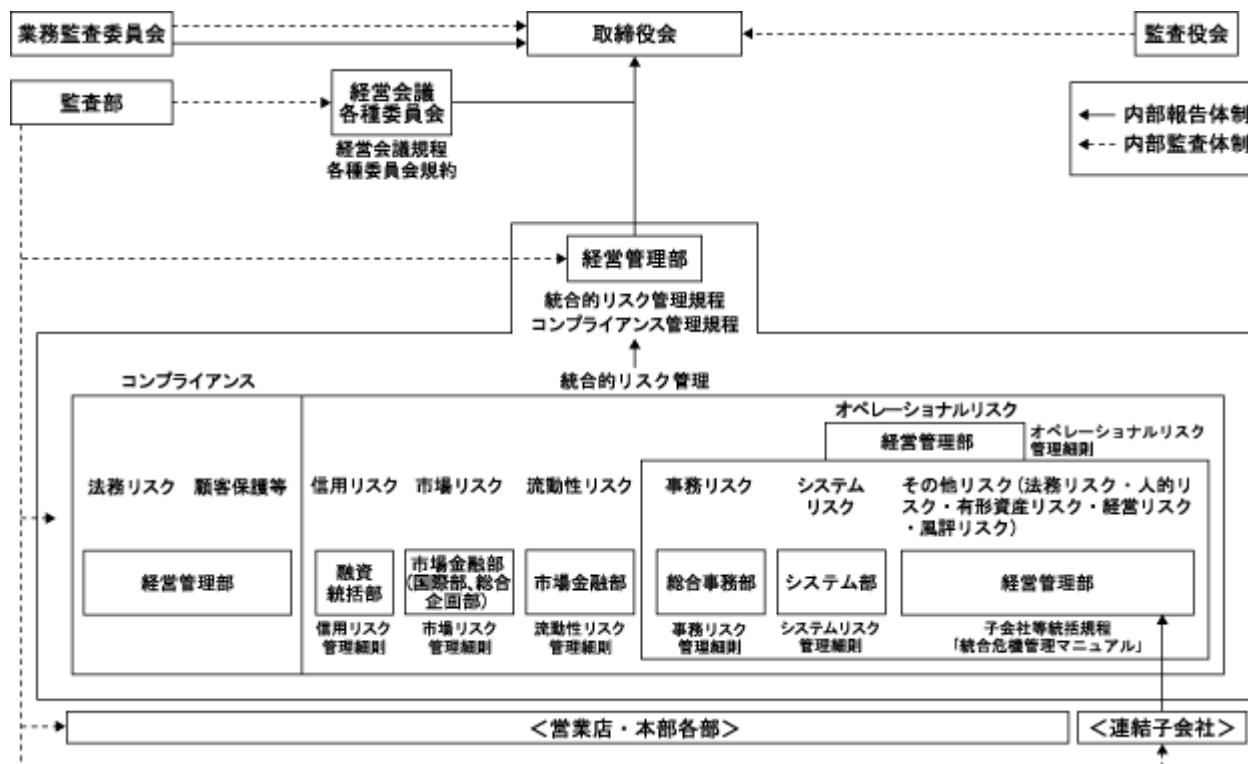 業務監査委員会
取締役会
監査役会
監査部
経営会議
各種委員会
経営会議規程
各種委員会規約
内部報告体制
内部監査体制
経営管理部
統合的リスク管理規程
コンプライアンス管理規程
コンプライアンス
統合的リスク管理
オペレーショナルリスク
経営管理部
オペレーショナルリスク
管理細則
法務リスク
顧客保護等
信用リスク
市場リスク
流動性リスク
事務リスク
システム
リスク
その他リスク(法務リスク・人的リ
スク・有形資産リスク・経営リスク
・風評リスク)
経営管理部
融資
統括部
市場金融部
(国際部、総合
企画部)
市場金融部
総合事務部
システム部
経営管理部
信用リスク
管理細則
市場リスク
管理細則
流動性リスク
管理細則
事務リスク
管理細則
システムリスク
管理細則
子会社等統括規程
「統合危機管理マニュアル」
<営業店・本部各部>
<連結子会社>